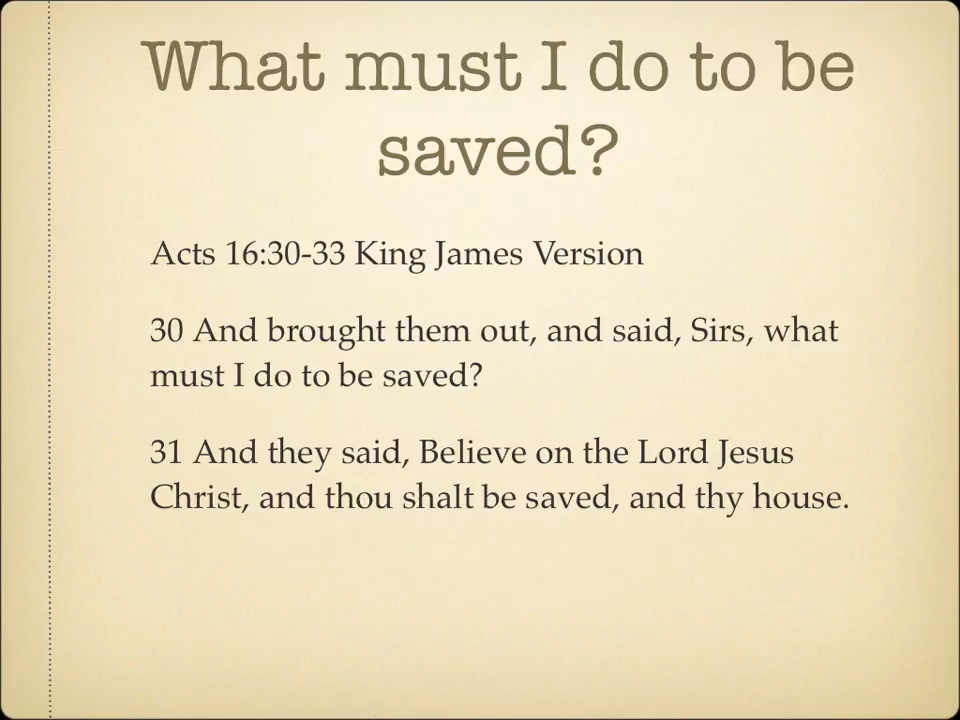 What must I do to be
saved?
Acts 16:30-33 King James Version
30 And brought them out, and said, Sirs, what
must I do to be saved?
31 And they said, Believe on the Lord Jesus
Christ, and thou shalt be saved, and thy house.